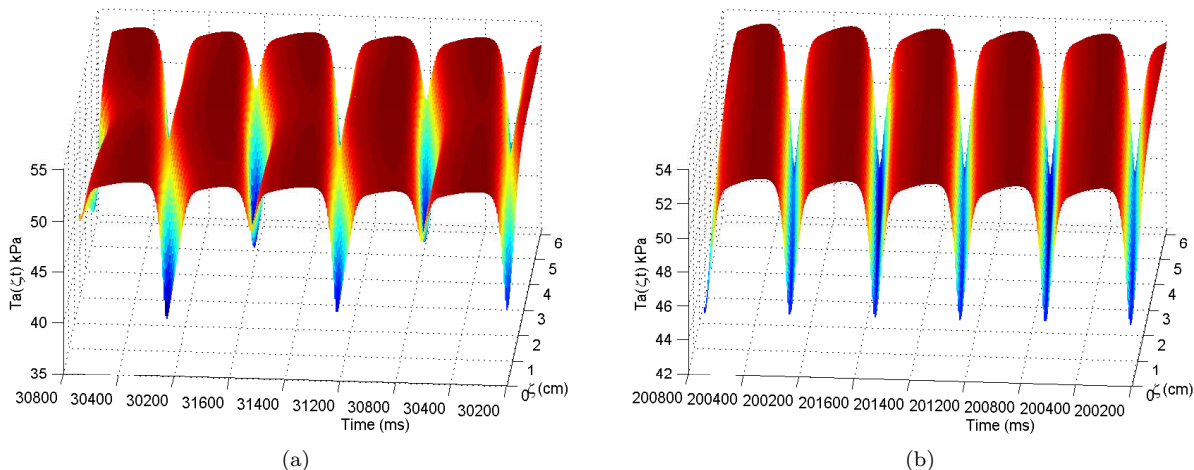 55
50
45
40
35
Ta(ζ,t) kPa
30800 30400 30200 31600 31400 31200 30800 30400 30200
Time (ms)
0 1 2 3 4 5 6
ζ (cm)
(a)
54
52
50
48
46
44
42
Ta(ζ,t) kPa
200800 200400 200200 201600 201400 201200 200800 200400 200200
Time (ms)
0 1 2 3 4 5 6
ζ (cm)
(b)